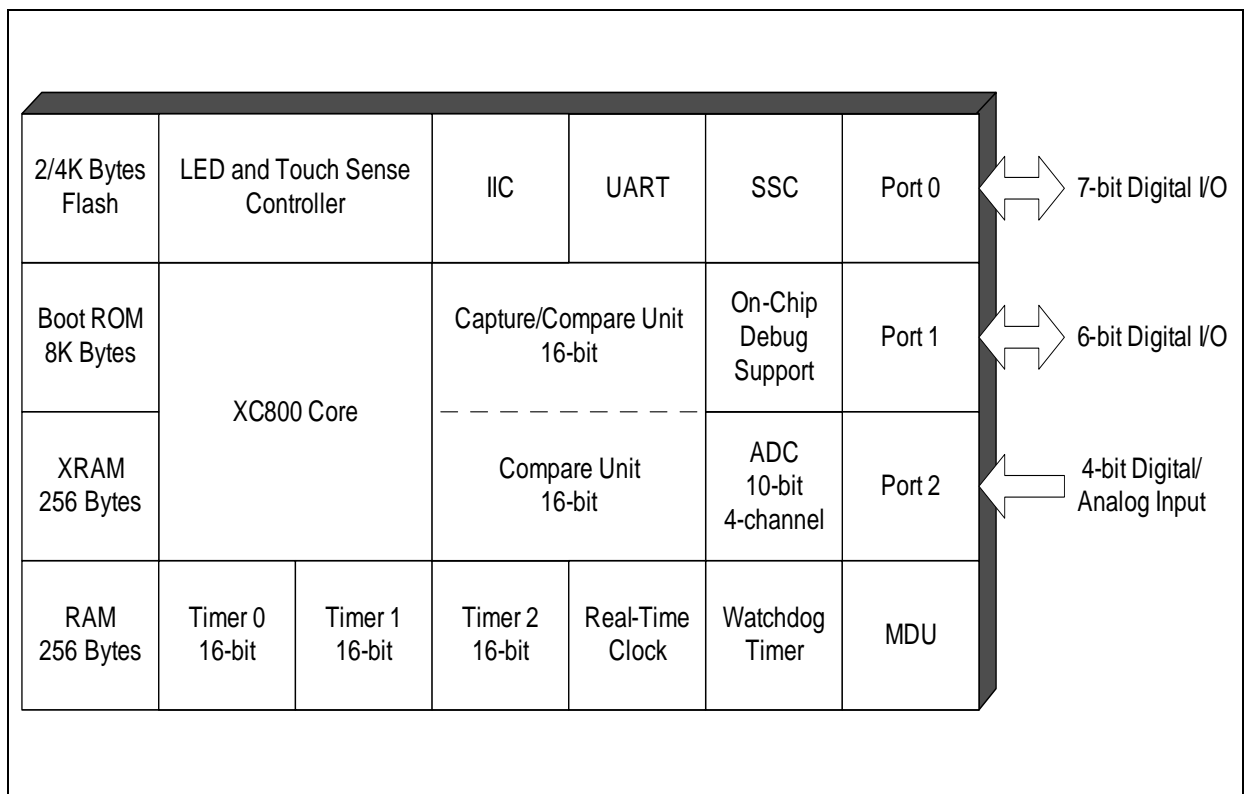 2/4K Bytes
Flash
LED and Touch Sense
Controller
IIC
UART
SSC
Port 0
7-bit Digital I/O
Boot ROM
8K Bytes
XC800 Core
Capture/Compare Unit
16-bit
On-Chip
Debug
Support
Port 1
6-bit Digital I/O
XRAM
256 Bytes
Compare Unit
16-bit
ADC
10-bit
4-channel
Port 2
4-bit Digital/
Analog Input
RAM
256 Bytes
Timer 0
16-bit
Timer 1
16-bit
Timer 2
16-bit
Real-Time
Clock
Watchdog
Timer
MDU